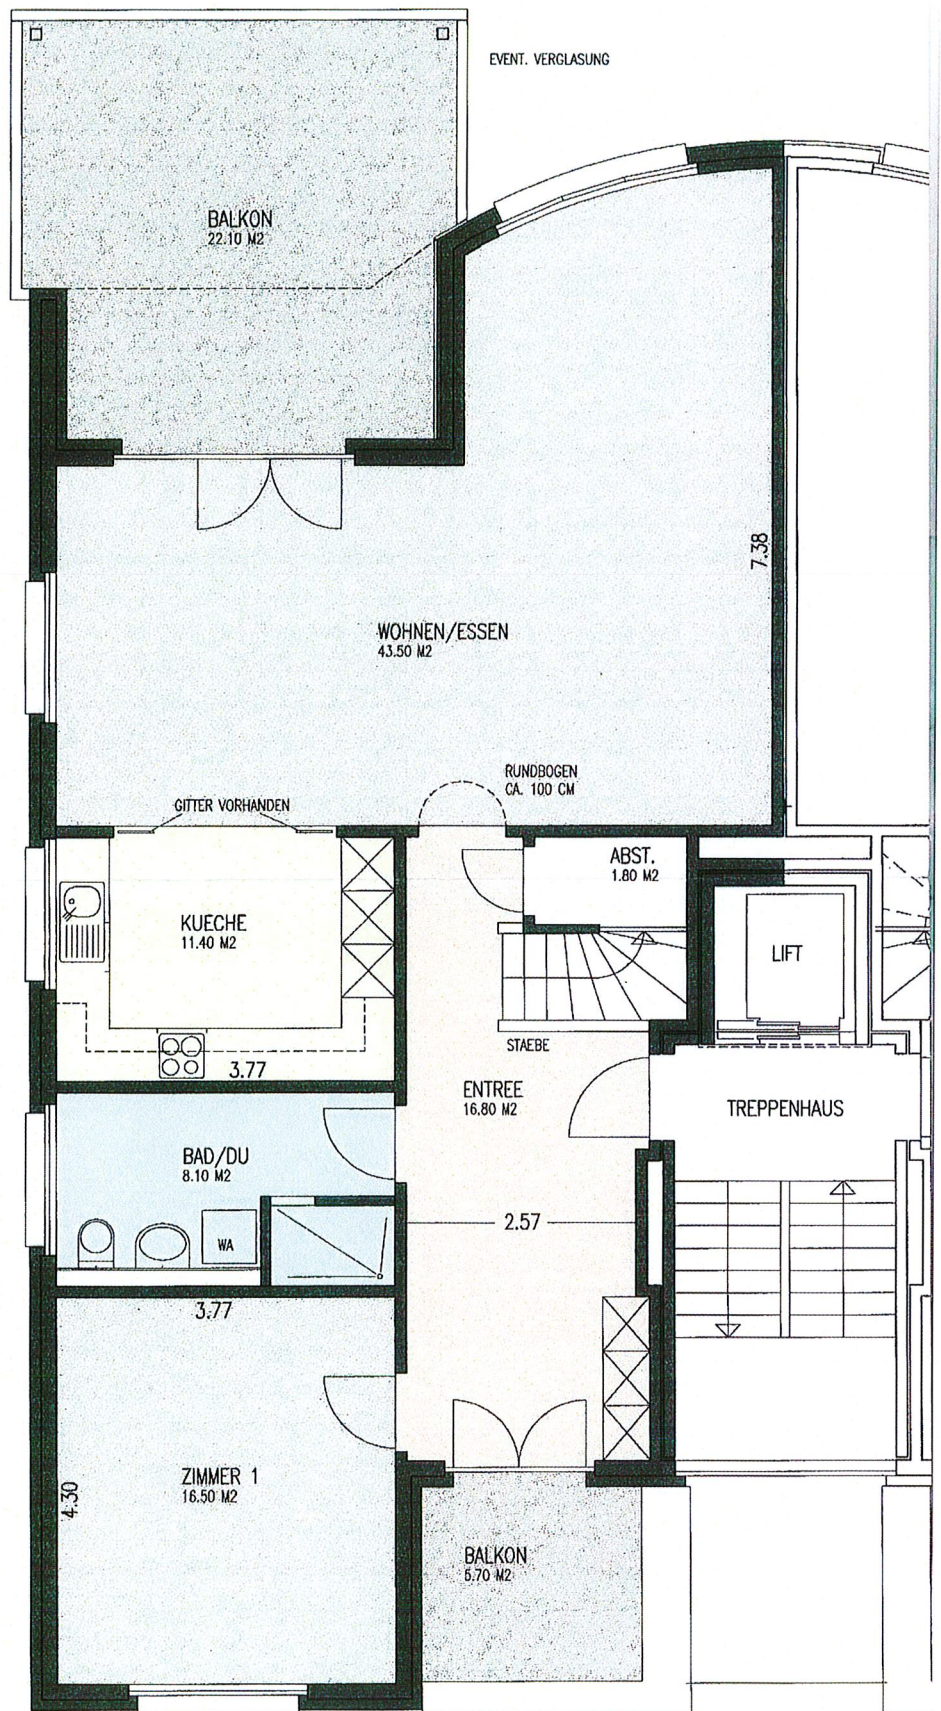 EVENT. VERGLASUNG
BALKON
22.10 M2
7.38
WOHNEN/ESSEN
43.50 M2
RUNDBOGEN
CA. 100 CM
GITTER VORHANDEN
ABST.
1.80 M2
KUECHE
11.40 M2
LIFT
STAEBE
3.77
ENTREE
16.80 M2
TREPPENHAUS
BAD/DU
8.10 M2
2.57
WA
3.77
ZIMMER 1
16.50 M2
4.30
BALKON
5.70 M2